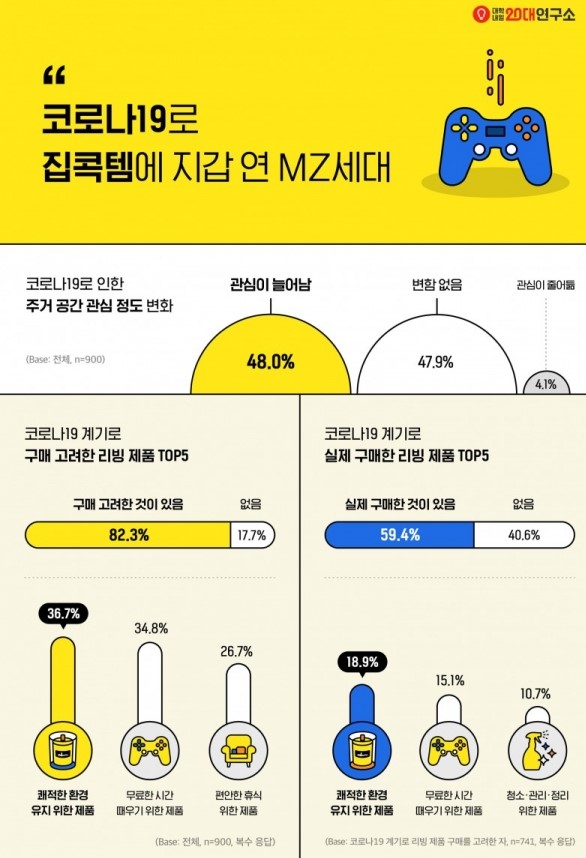 대학
내일 20대연구소
“
코로나19로
집콕템에 지갑 연 MZ세대
코로나19로 인한
주거 공간 관심 정도 변화
(Base: 전체, n=900)
관심이 늘어남
변함 없음
관심이 줄어듦
48.0%
47.9%
4.1%
코로나19 계기로
구매 고려한 리빙 제품 TOP5
구매 고려한 것이 있음
없음
82.3%
17.7%
36.7%
34.8%
26.7%
쾌적한 환경
유지 위한 제품
무료한 시간
때우기 위한 제품
편안한 휴식
위한 제품
(Base: 전체, n=900, 복수 응답)
코로나19 계기로
실제 구매한 리빙 제품 TOP5
실제 구매한 것이 있음
없음
59.4%
40.6%
18.9%
15.1%
10.7%
쾌적한 환경
유지 위한 제품
무료한 시간
때우기 위한 제품
청소·관리·정리
위한 제품
(Base: 코로나19 계기로 리빙 제품 구매를 고려한 자, n=741, 복수 응답)